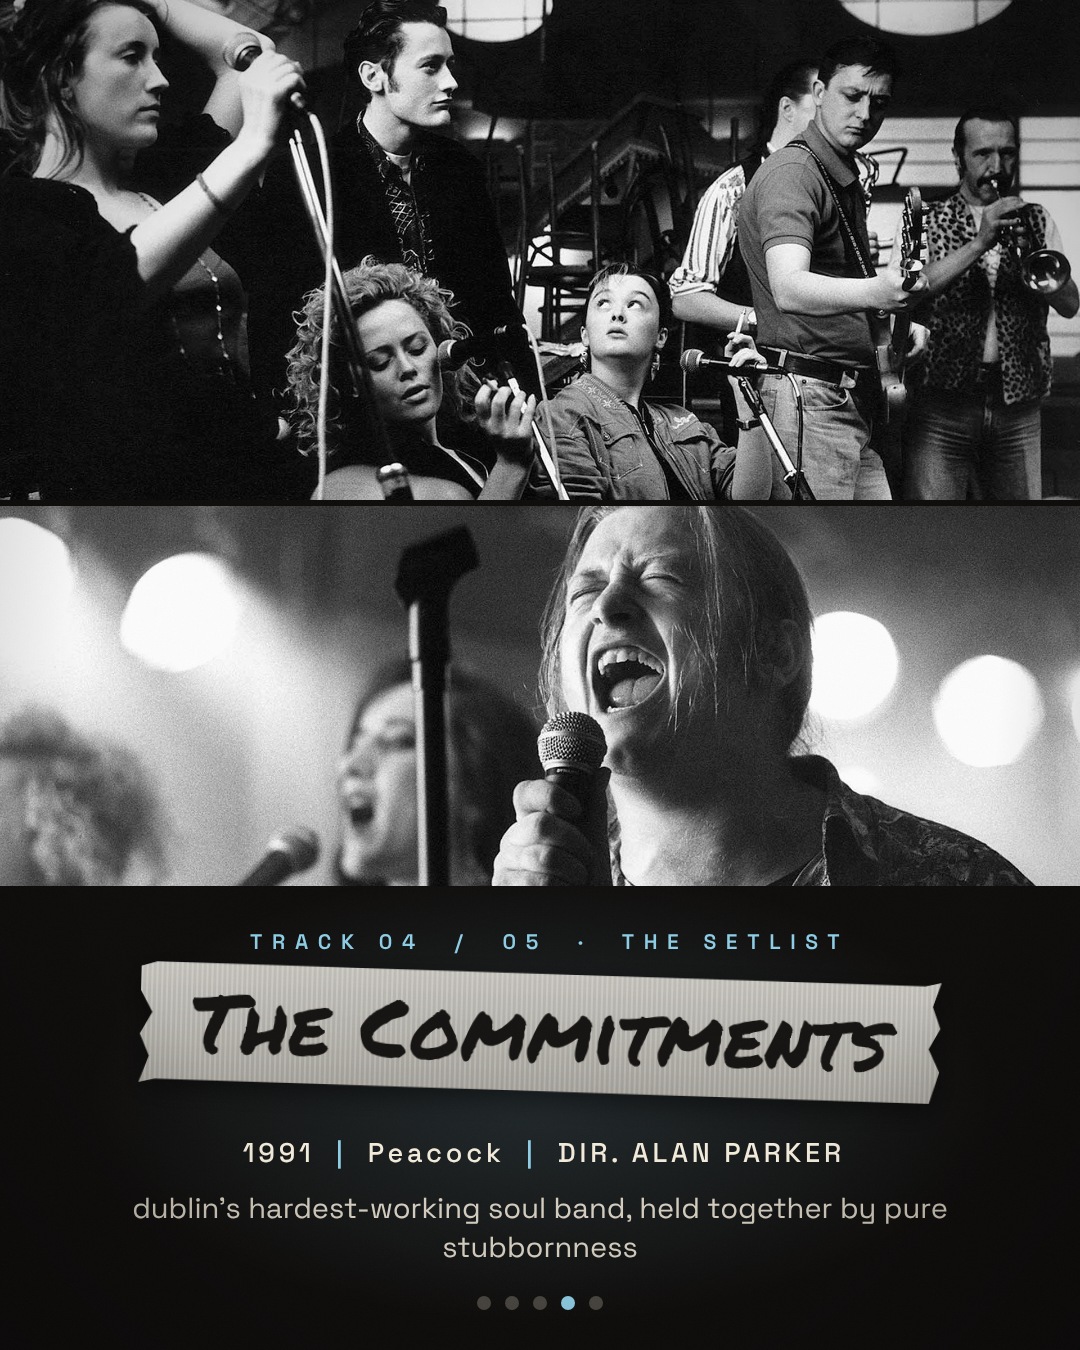 TRACK 04 / 05 · THE SETLIST
THE COMMITMENTS
1991 | Peacock | DIR. ALAN PARKER
dublin's hardest-working soul band, held together by pure
stubbornness